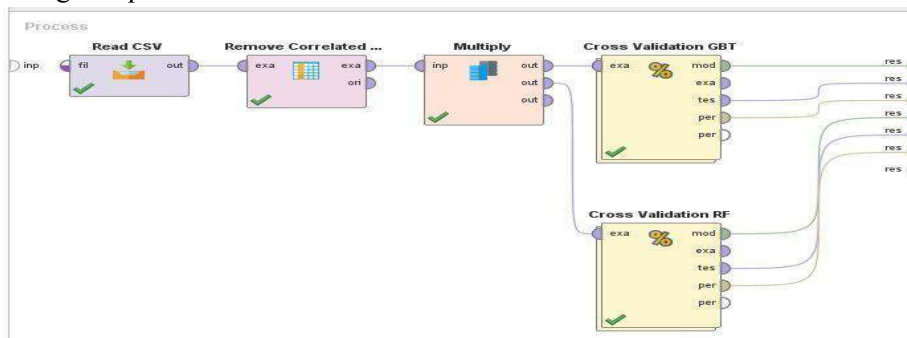 Process
Read CSV
Remove Correlated ...
Multiply
Cross Validation GBT
inp
fil
out
exa
exa
ori
inp
out
out
out
exa
mod
exa
tes
per
per
res
res
res
res
res
res
res
Cross Validation RF
exa
mod
exa
tes
per
per